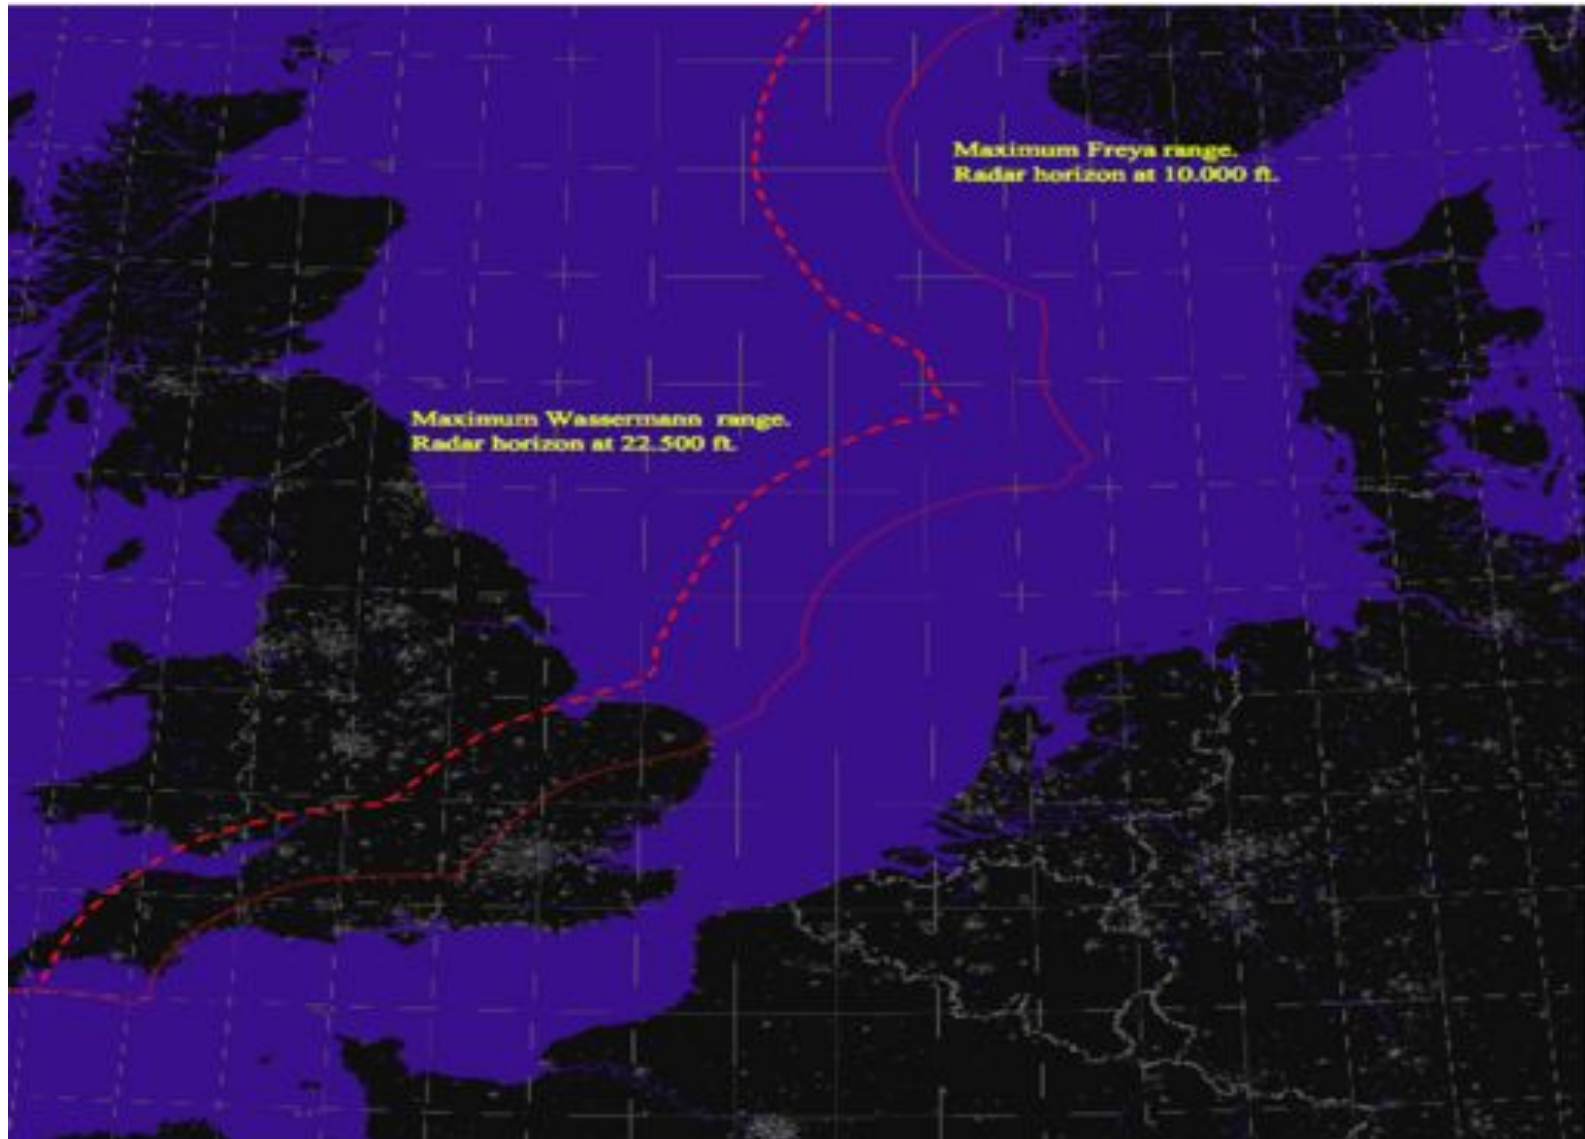 Maximum Freya range.
Radar horizon at 10.000 ft.
Maximum Wassermann range.
Radar horizon at 22.500 ft.